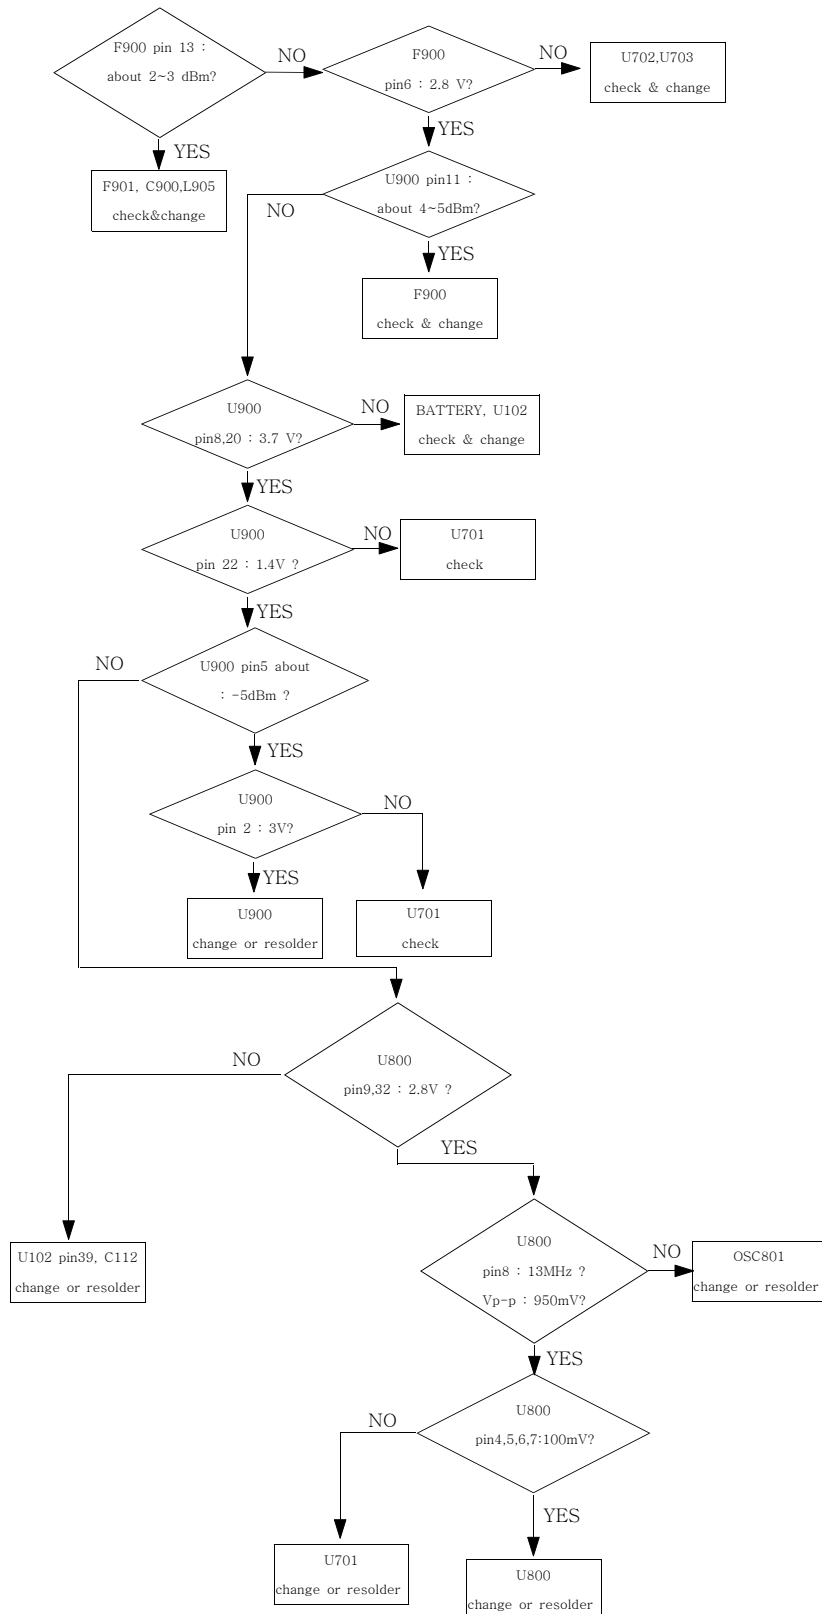 F900 pin 13 :
about 2~3 dBm?
NO
F900
pin6 : 2.8 V?
NO
U702,U703
check & change
YES
F901, C900,L905
check&change
YES
U900 pin11 :
about 4~5dBm?
NO
YES
F900
check & change
U900
pin8,20 : 3.7 V?
NO
BATTERY, U102
check & change
YES
U900
pin 22 : 1.4V ?
NO
U701
check
YES
U900 pin5 about
: -5dBm ?
NO
YES
U900
pin 2 : 3V?
NO
YES
U900
change or resolder
U701
check
U800
pin9,32 : 2.8V ?
NO
YES
U102 pin39, C112
change or resolder
U800
pin8 : 13MHz ?
Vp-p : 950mV?
NO
OSC801
change or resolder
YES
U800
pin4,5,6,7:100mV?
NO
YES
U701
change or resolder
U800
change or resolder